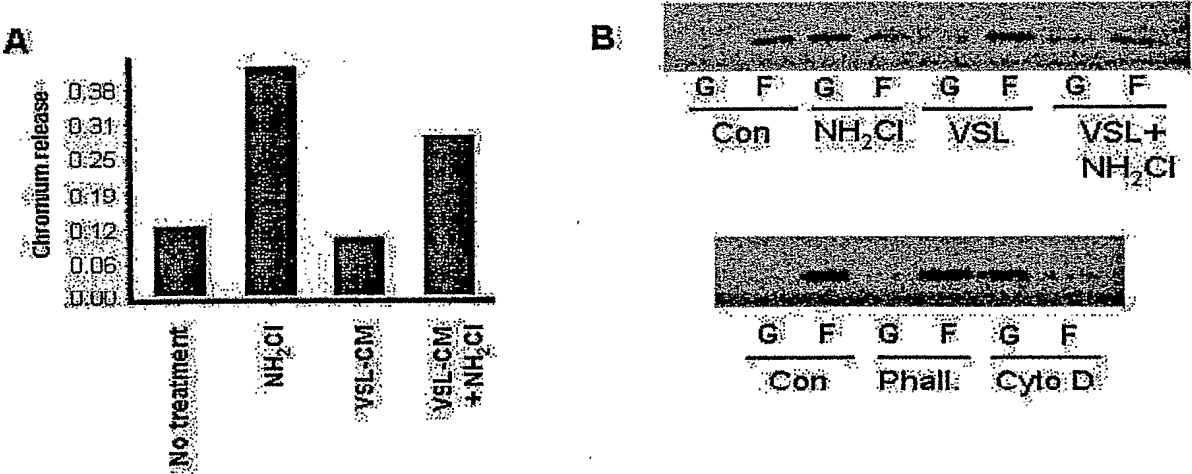 A
Chromium release
0.38
0.31
0.25
0.19
0.12
0.06
0.00
No treatment
NH2Cl
VSL-CM
VSL-CM
+ NH2Cl
B
G F G F G F G F
Con NH2Cl VSL VSL+
NH2Cl
G F G F G F
Con Phall. Cyto D